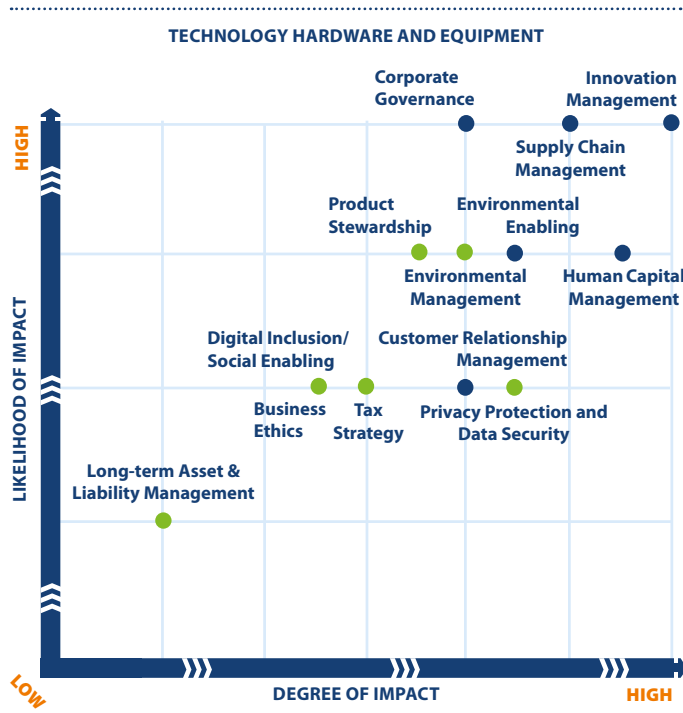 TECHNOLOGY HARDWARE AND EQUIPMENT
Corporate
Governance
Innovation
Management
HIGH
Supply Chain
Management
Product
Stewardship
Environmental
Enabling
Environmental
Management
Human Capital
Management
LIKELIHOOD OF IMPACT
Digital Inclusion/
Social Enabling
Customer Relationship
Management
Business
Ethics
Tax
Strategy
Privacy Protection and
Data Security
Long-term Asset &
Liability Management
LOW
DEGREE OF IMPACT
HIGH